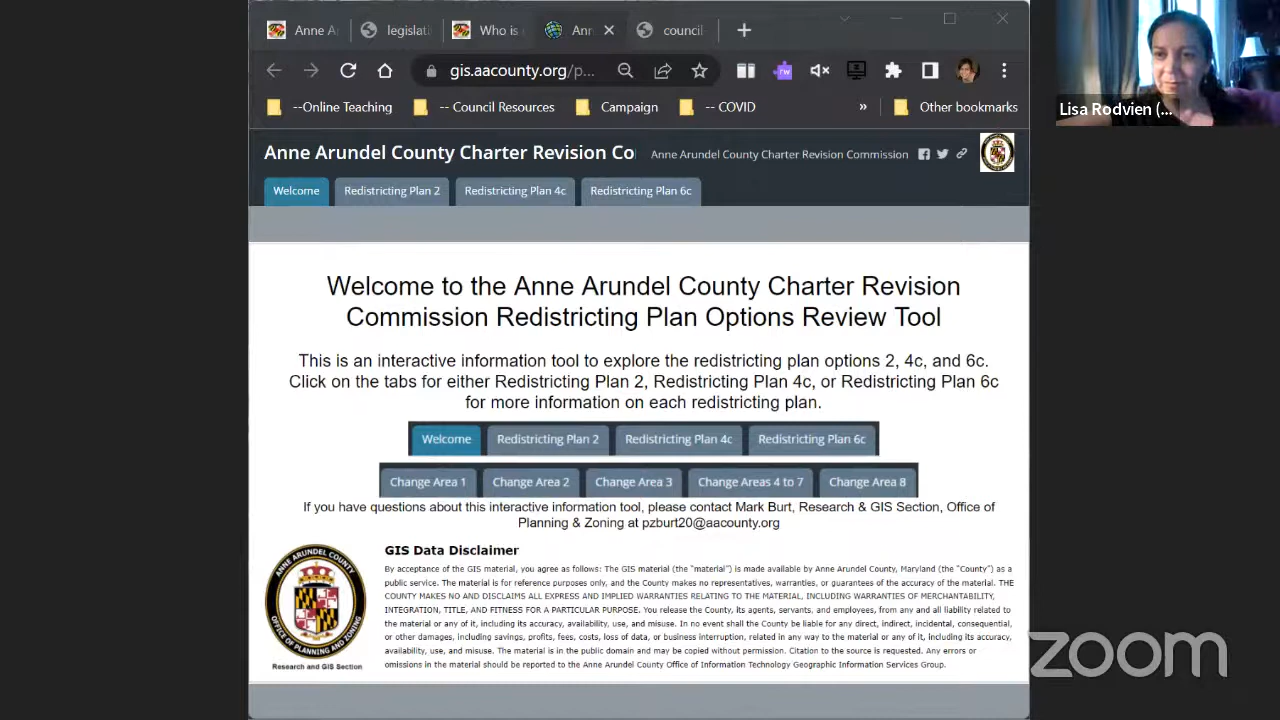 Anne A
legislati
Who is
Ann
council
gis.aacounty.org/p...
rw
--Online Teaching
-- Council Resources
Campaign
-- COVID
»
Other bookmarks
Lisa Rodvien (...
Anne Arundel County Charter Revision Co
Anne Arundel County Charter Revision Commission
Welcome
Redistricting Plan 2
Redistricting Plan 4c
Redistricting Plan 6c
Welcome to the Anne Arundel County Charter Revision
Commission Redistricting Plan Options Review Tool
This is an interactive information tool to explore the redistricting plan options 2, 4c, and 6c.
Click on the tabs for either Redistricting Plan 2, Redistricting Plan 4c, or Redistricting Plan 6c
for more information on each redistricting plan.
Welcome
Redistricting Plan 2
Redistricting Plan 4c
Redistricting Plan 6c
Change Area 1
Change Area 2
Change Area 3
Change Areas 4 to 7
Change Area 8
If you have questions about this interactive information tool, please contact Mark Burt, Research & GIS Section, Office of
Planning & Zoning at pzburt20@aacounty.org
ANNE ARUNDEL COUNTY
OFFICE OF PLANNING AND ZONING
Research and GIS Section
GIS Data Disclaimer
By acceptance of the GIS material, you agree as follows: The GIS material (the "material") is made available by Anne Arundel County, Maryland (the "County") as a
public service. The material is for reference purposes only, and the County makes no representatives, warranties, or guarantees of the accuracy of the material. THE
COUNTY MAKES NO AND DISCLAIMS ALL EXPRESS AND IMPLIED WARRANTIES RELATING TO THE MATERIAL, INCLUDING WARRANTIES OF MERCHANTABILITY,
INTEGRATION, TITLE, AND FITNESS FOR A PARTICULAR PURPOSE. You release the County, its agents, servants, and employees, from any and all liability related to
the material or any of it, including its accuracy, availability, use, and misuse. In no event shall the County be liable for any direct, indirect, incidental, consequential,
or other damages, including savings, profits, fees, costs, loss of data, or business interruption, related in any way to the material or any of it, including its accuracy,
availability, use, and misuse. The material is in the public domain and may be copied without permission. Citation to the source is requested. Any errors or
omissions in the material should be reported to the Anne Arundel County Office of Information Technology Geographic Information Services Group.
zoom